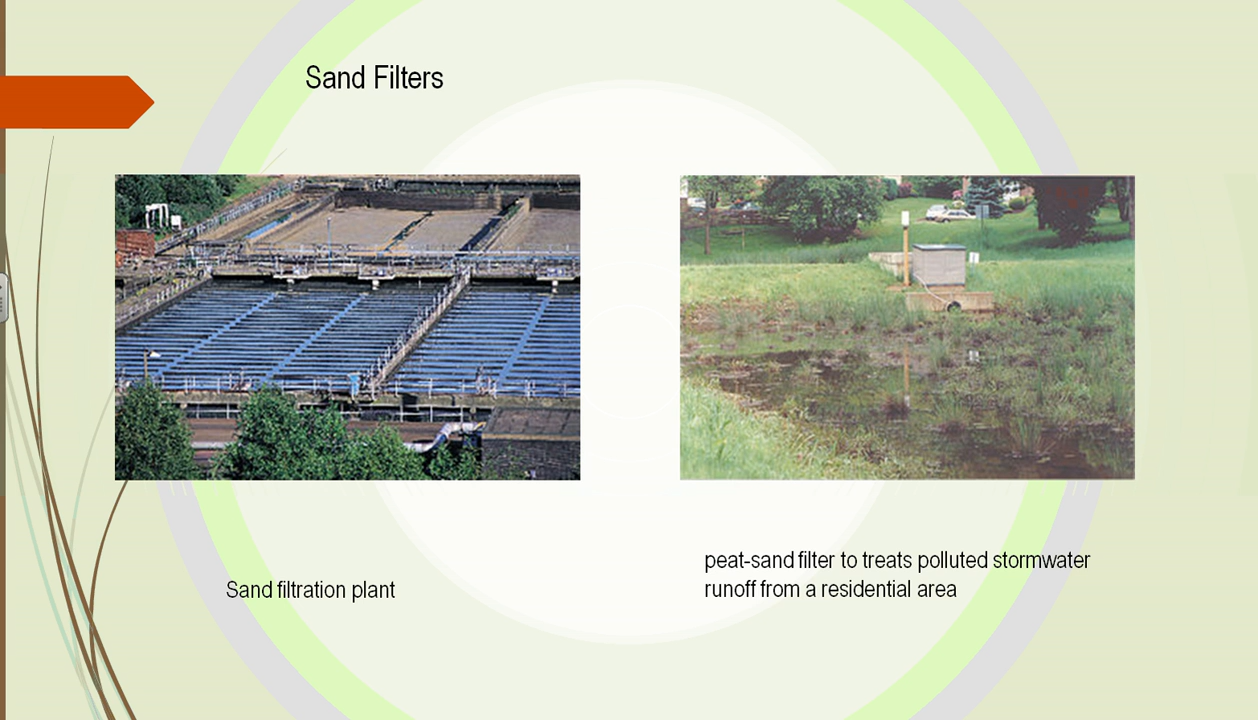 Sand Filters
Sand filtration plant
peat-sand filter to treats polluted stormwater
runoff from a residential area